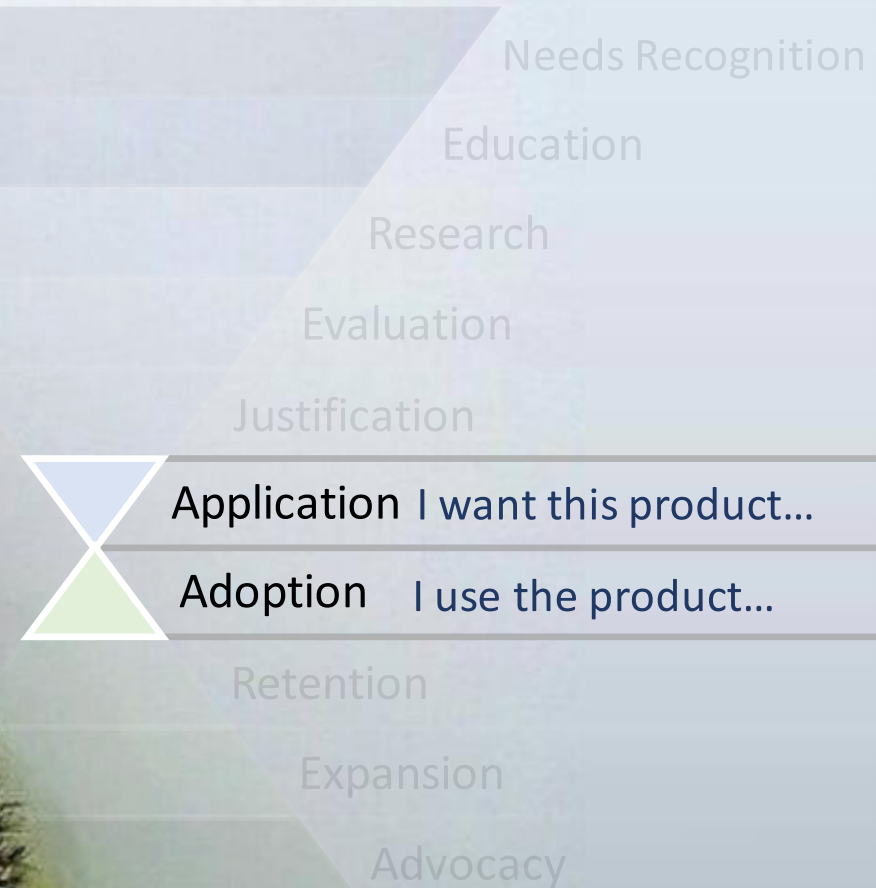 Needs Recognition
Education
Research
Evaluation
Justification
Application I want this product...
Adoption I use the product...
Retention
Expansion
Advocacy